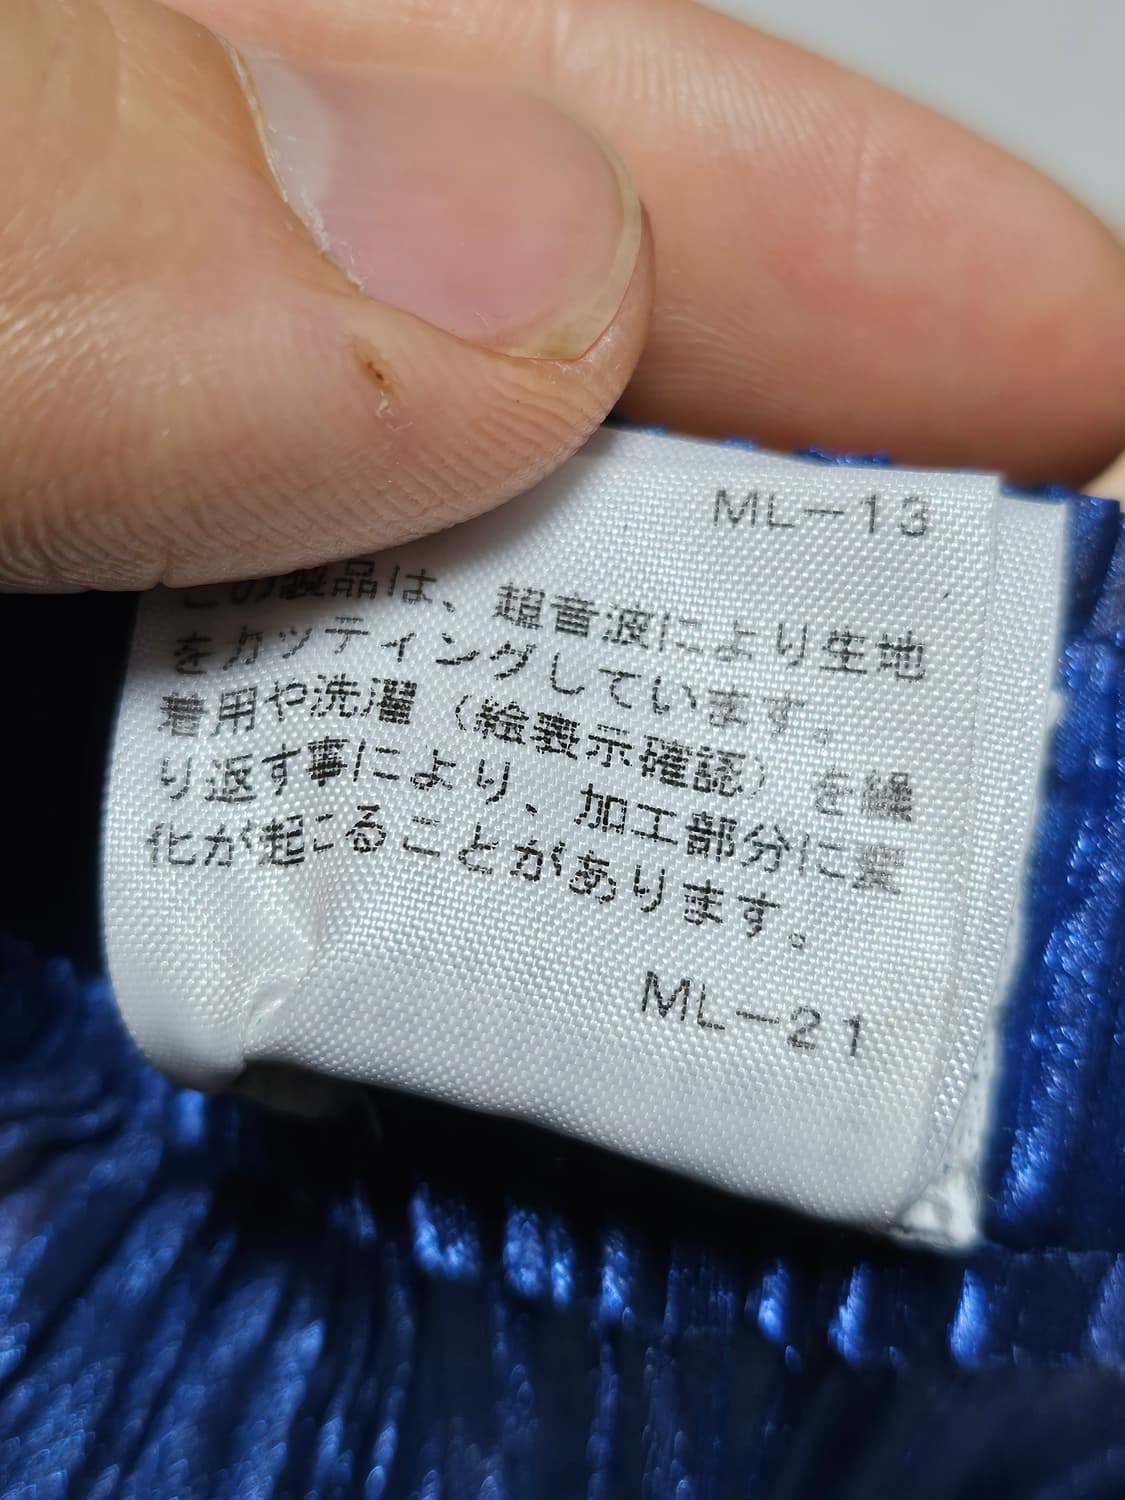 ML-13
この製品は、超音波により生地
をカッティングしています。
着用や洗濯（絵表示確認）を繰
り返す事により、加工部分に変
化が起こることがあります。
ML-21